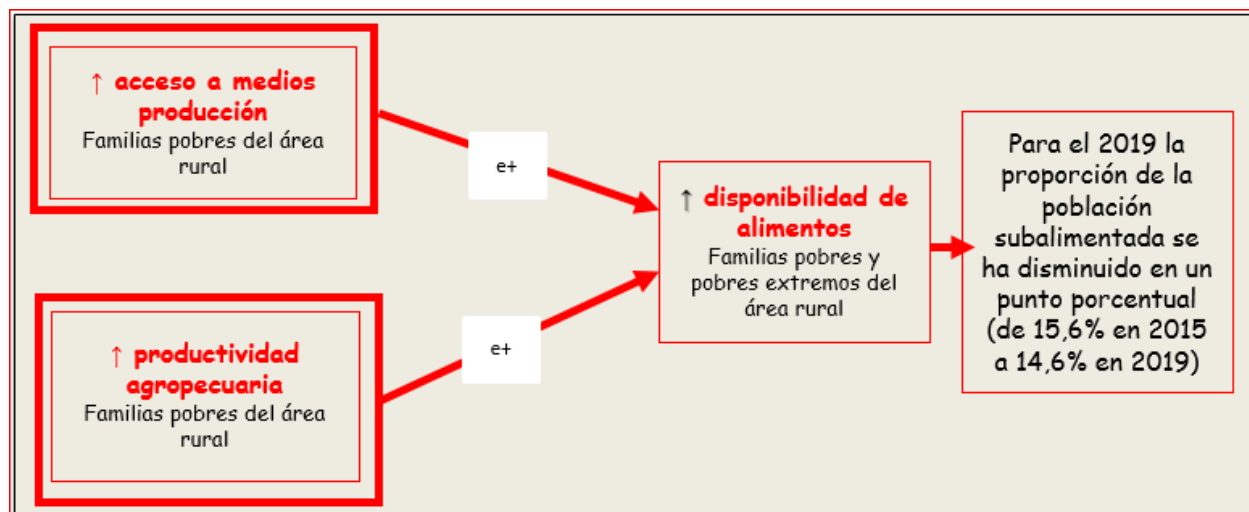 ↑ acceso a medios
producción
Familias pobres del área
rural
e+
↑ productividad
agropecuaria
Familias pobres del área
rural
e+
↑ disponibilidad de
alimentos
Familias pobres y
pobres extremos del
área rural
Para el 2019 la
proporción de la
población
subalimentada se
ha disminuido en un
punto porcentual
(de 15,6% en 2015
a 14,6% en 2019)